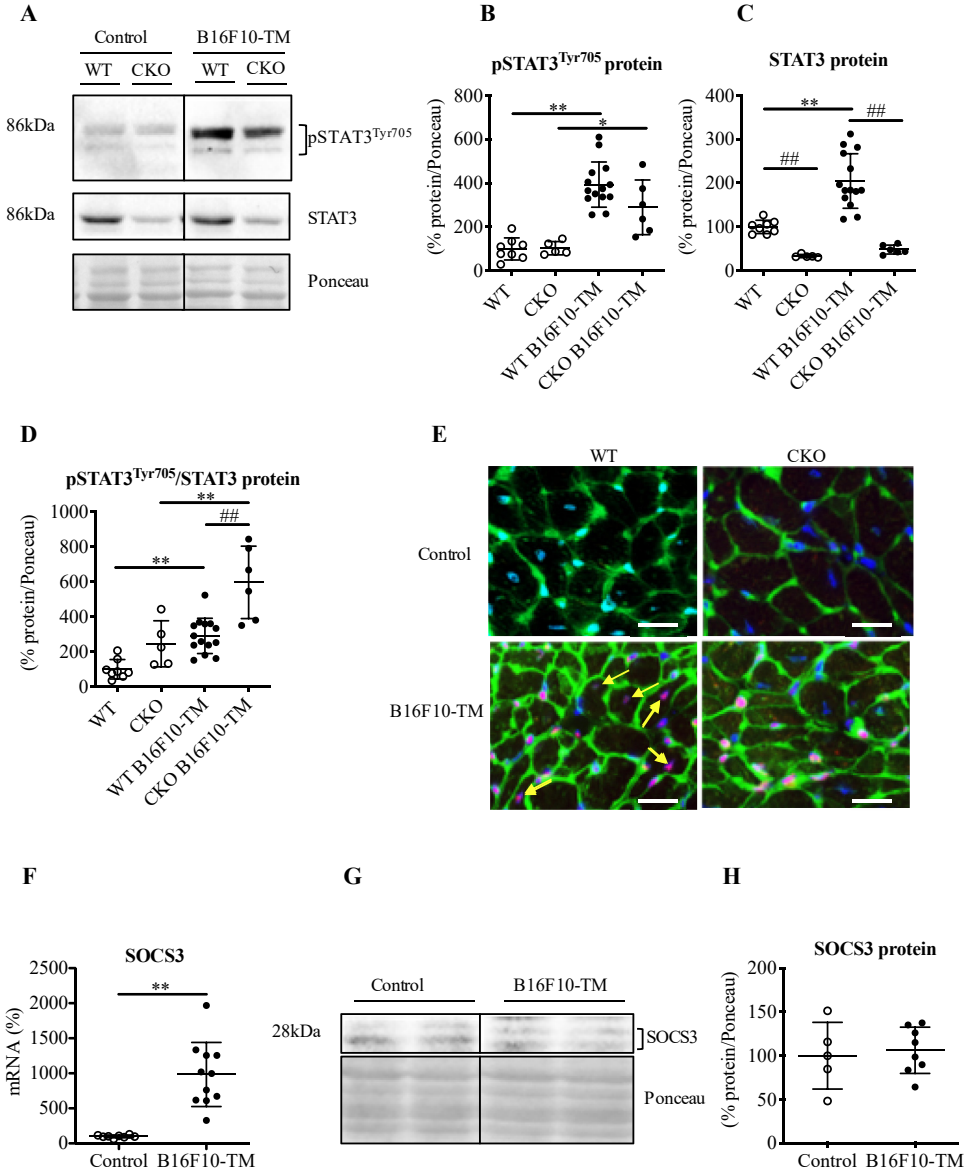 A
Control B16F10-TM
WT CKO WT CKO
86kDa pSTAT3Tyr705
86kDa STAT3
Ponceau
B
pSTAT3Tyr705 protein
(% protein/Ponceau)
800
600
400
200
0
**
*
WT
CKO
WT B16F10-TM
CKO B16F10-TM
C
STAT3 protein
(% protein/Ponceau)
400
300
200
100
0
**
##
##
WT
CKO
WT B16F10-TM
CKO B16F10-TM
D
pSTAT3Tyr705/STAT3 protein
(% protein/Ponceau)
1000
800
600
400
200
0
**
##
**
WT
CKO
WT B16F10-TM
CKO B16F10-TM
E
WT CKO
Control
B16F10-TM
F
SOCS3
mRNA (%)
2500
2000
1500
1000
500
0
**
Control B16F10-TM
G
Control B16F10-TM
28kDa SOCS3
Ponceau
H
SOCS3 protein
(% protein/Ponceau)
200
150
100
50
0
Control B16F10-TM